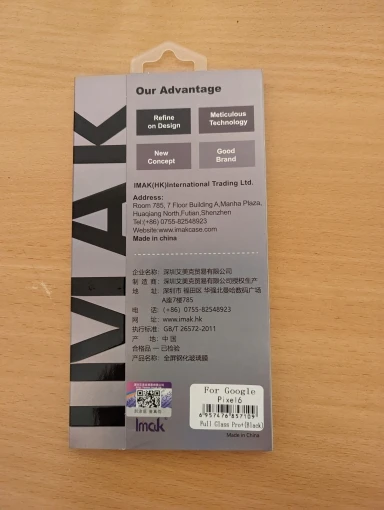 IMAK
Our Advantage
Refine
on Design
Meticulous
Technology
New
Concept
Good
Brand
IMAK(HK)International Trading Ltd.
Address:
Room 785, 7 Floor Building A,Manha Plaza,
Huaqiang North,Futien,Shenzhen
Tel:(+86) 0755-82548923
Website:www.imakcase.com
Made in china
企业名称: 深圳艾美克贸易有限公司
制 造 商: 深圳艾美克贸易有限公司授权生产
地 址: 深圳市 福田区 华强北曼哈数码广场
A座7楼785
电 话: (+86) 0755-82548923
网 址: www.imak.hk
执行标准: GB/T 26572-2011
产 地: 中 国
合格品 — 已检验
产品名称: 全屏钢化玻璃膜
Imak
For Google
Pixel6
6957476857109
Full Glass Pro+(Black)
Made in China